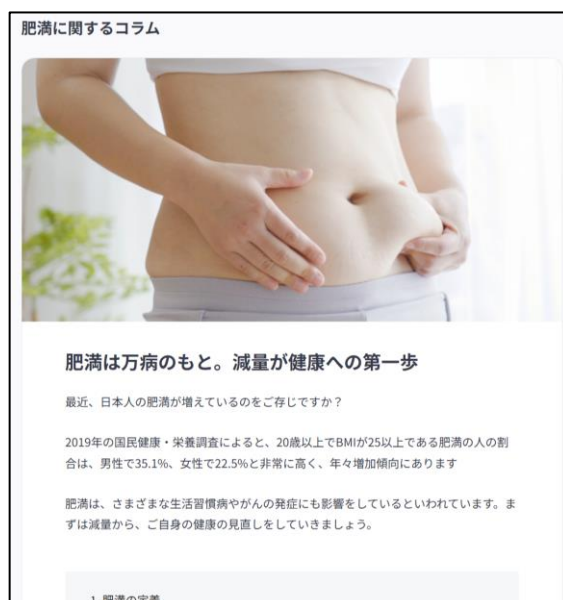 肥満に関するコラム
肥満は万病のもと。減量が健康への第一歩
最近、日本人の肥満が増えているのをご存じですか？
2019年の国民健康・栄養調査によると、20歳以上でBMIが25以上である肥満の人の割
合は、男性で35.1%、女性で22.5%と非常に高く、年々増加傾向にあります
肥満は、さまざまな生活習慣病やがんの発症にも影響をしているといわれています。ま
ずは減量から、ご自身の健康の見直しをしていきましょう。
1. 肥満の定義